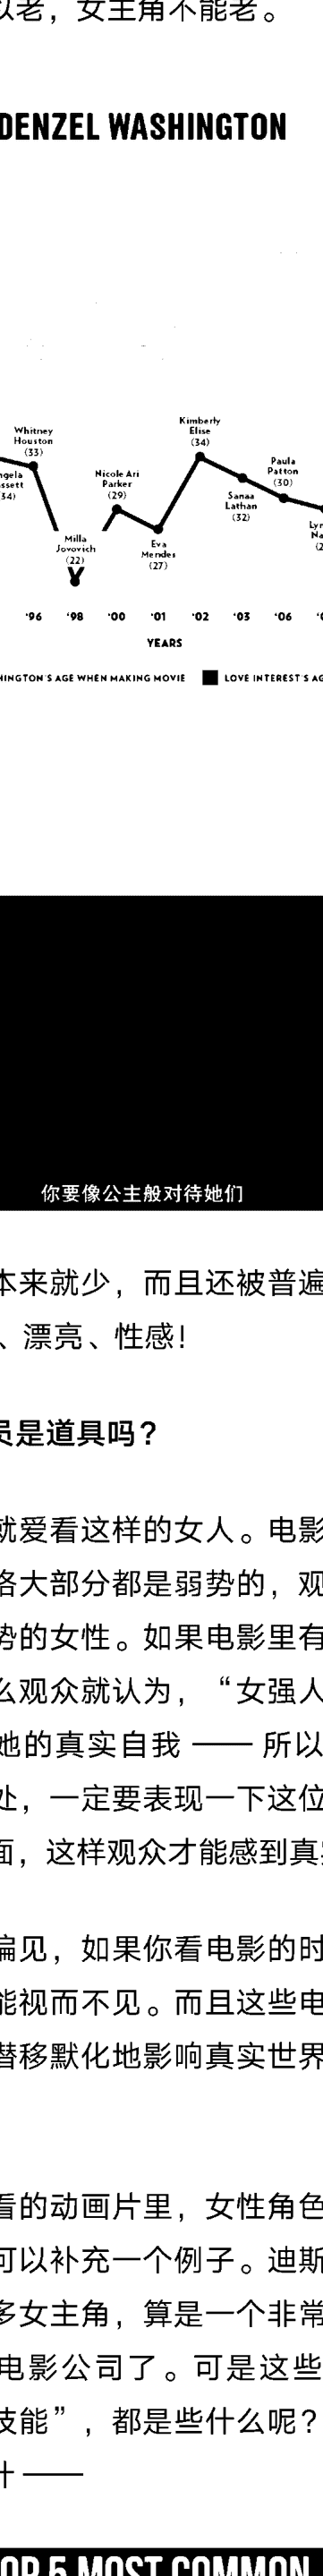 以老，女主角不能老。
DENZEL WASHINGTON
Kimberly
Elise
(34)
Whitney
Houston
(33)
Paula
Patton
(30)
ngela
ssett
34)
Nicole Ari
Parker
(29)
Sanaa
Lathan
(32)
Lyn
Na
(2
Milla
Jovovich
(22)
Eva
Mendes
(27)
'96 '98 '00 '01 '02 '03 '06 '0
YEARS
HINGTON'S AGE WHEN MAKING MOVIE LOVE INTEREST'S AG
你要像公主般对待她们
本来就少，而且还被普遍
、漂亮、性感！
员是道具吗？
就爱看这样的女人。电影
格大部分都是弱势的，观
势的女性。如果电影里有
么观众就认为，“女强人
她的真实自我 —— 所以
处，一定要表现一下这位
面，这样观众才能感到真实
偏见，如果你看电影的时
能视而不见。而且这些电
潜移默化地影响真实世界
看的动画片里，女性角色
可以补充一个例子。迪斯
多女主角，算是一个非常
电影公司了。可是这些
技能”，都是些什么呢？
计 ——
OP 5 MOST COMMON